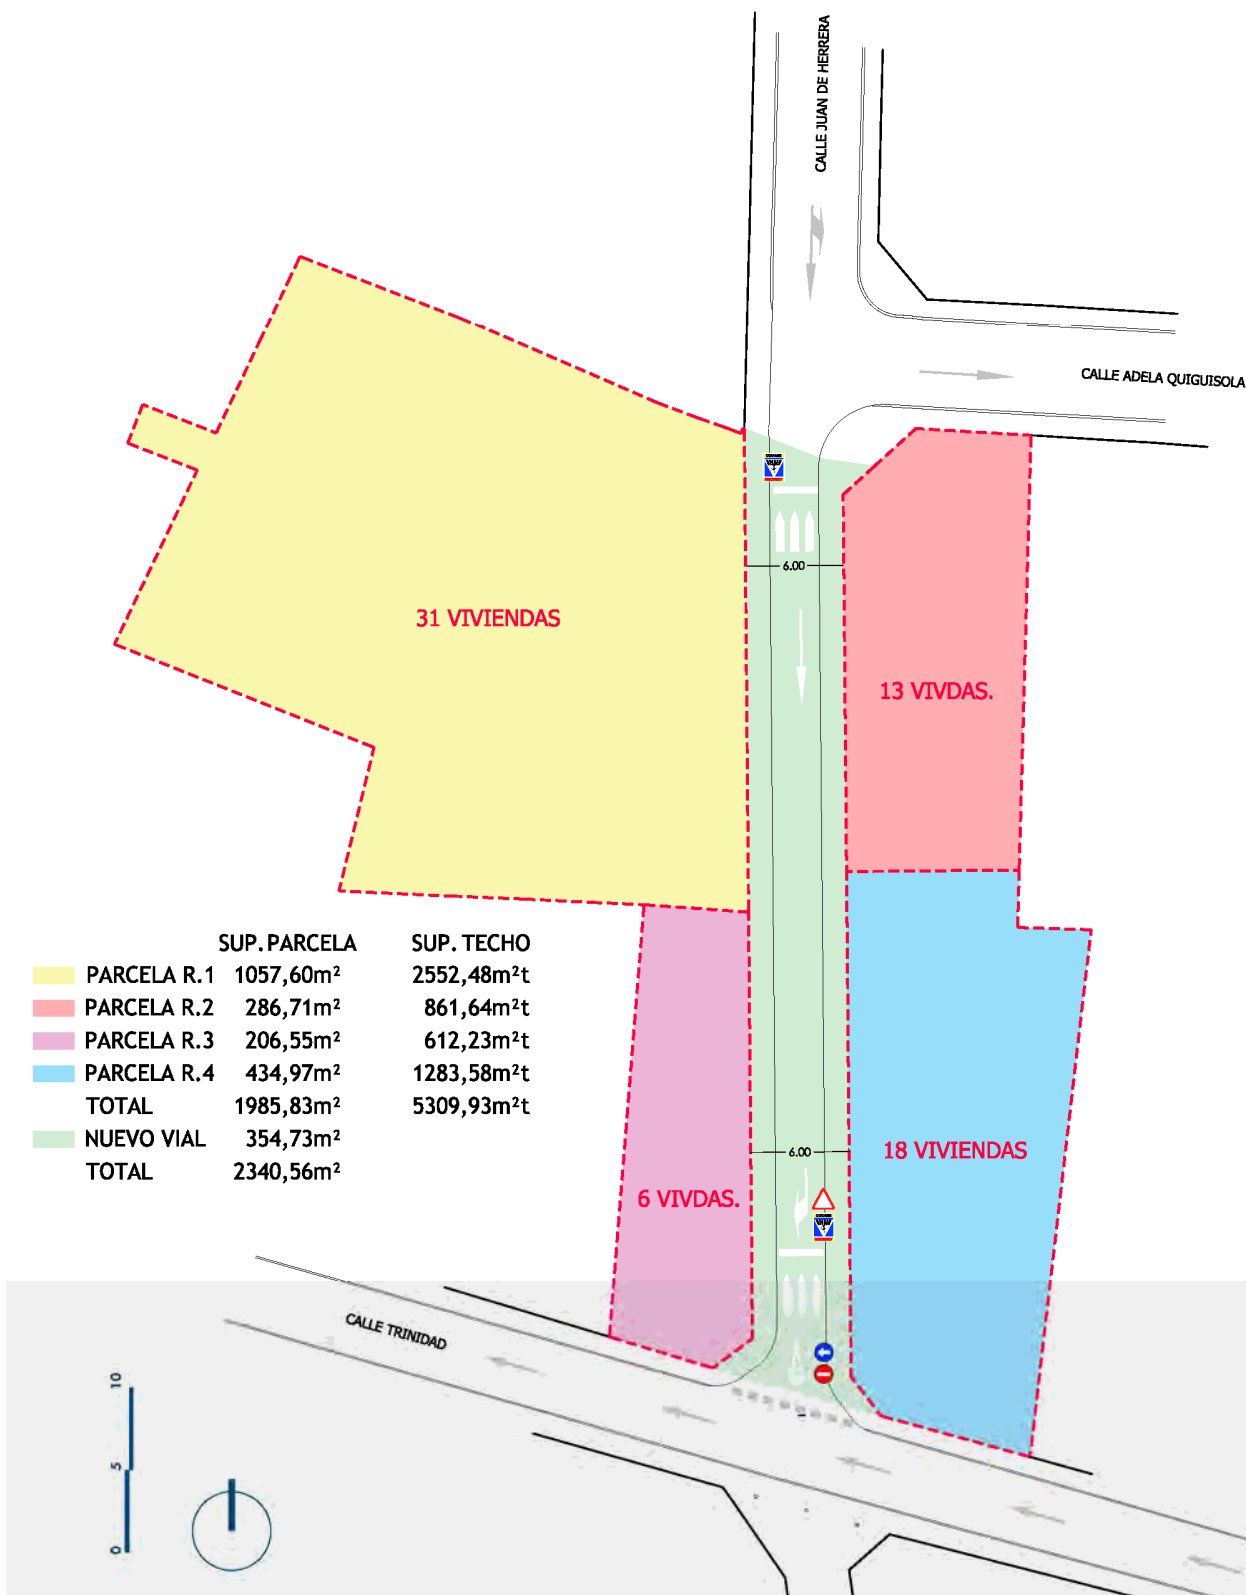 CALLE JUAN DE HERRERA
CALLE ADELA QUIGUISOLA
6.00
31 VIVIENDAS
13 VIVDAS.
SUP. PARCELA SUP. TECHO
PARCELA R.1 1057,60m² 2552,48m²t
PARCELA R.2 286,71m² 861,64m²t
PARCELA R.3 206,55m² 612,23m²t
PARCELA R.4 434,97m² 1283,58m²t
TOTAL 1985,83m² 5309,93m²t
NUEVO VIAL 354,73m²
TOTAL 2340,56m²
6.00
18 VIVIENDAS
6 VIVDAS.
CALLE TRINIDAD
10
5
0